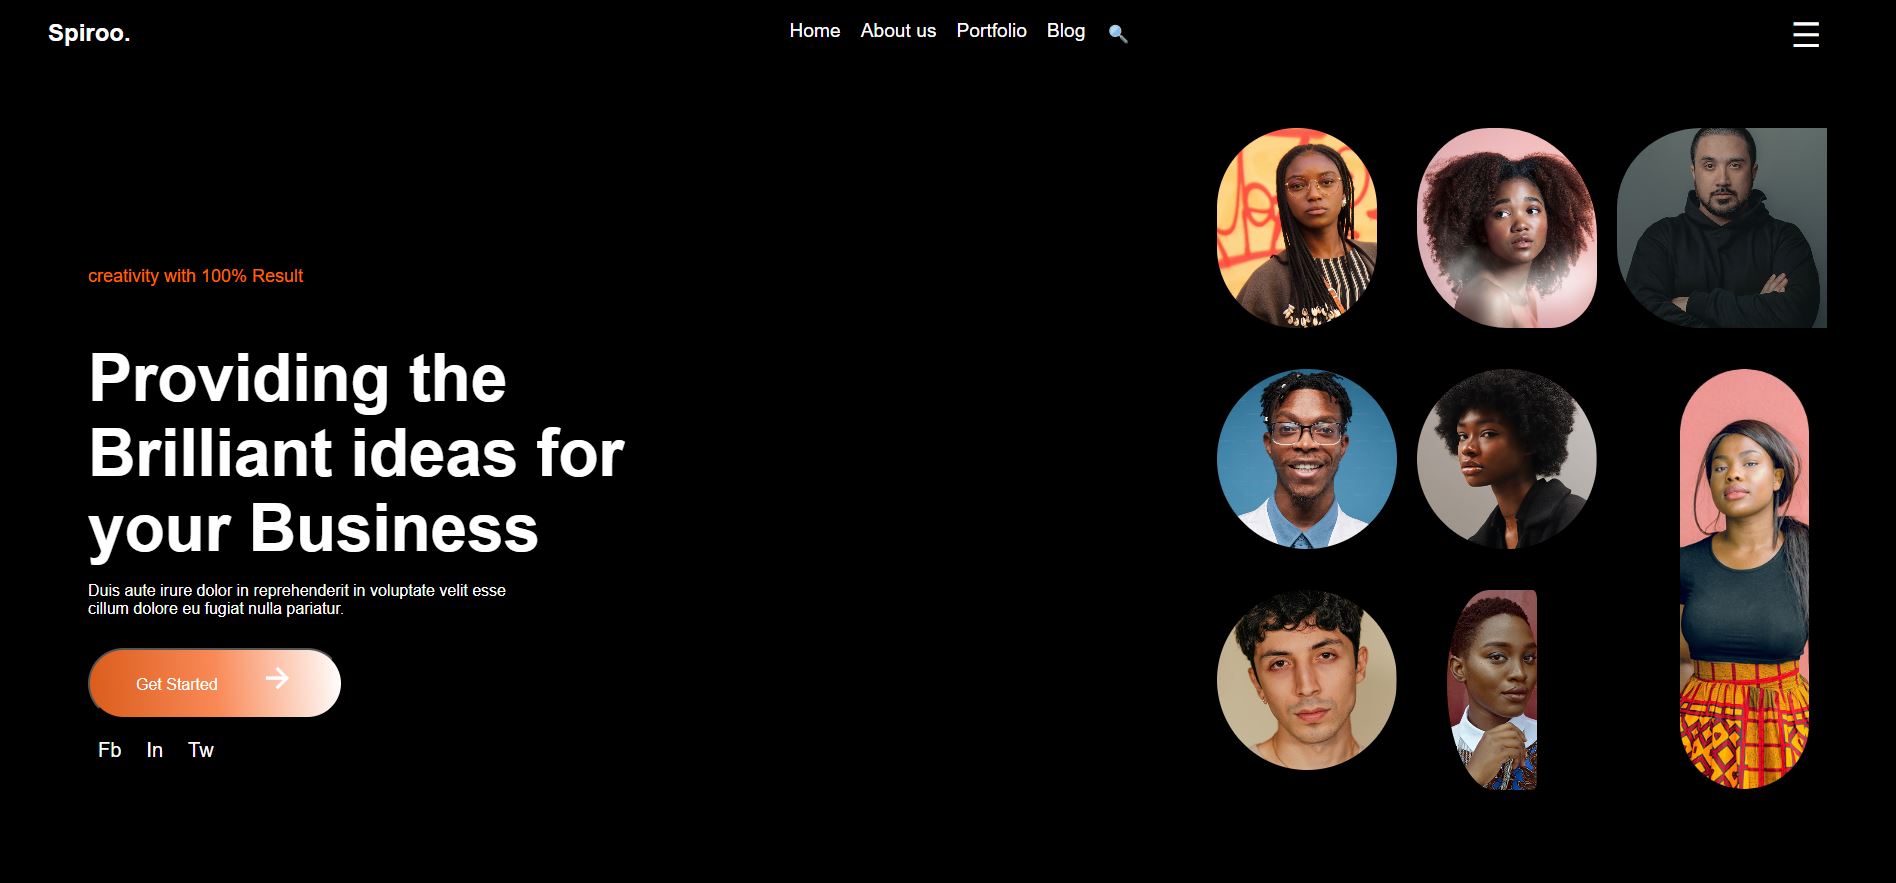 Spiroo.
Home About us Portfolio Blog
creativity with 100% Result
Providing the
Brilliant ideas for
your Business
Duis aute irure dolor in reprehenderit in voluptate velit esse
cillum dolore eu fugiat nulla pariatur.
Get Started
Fb In Tw